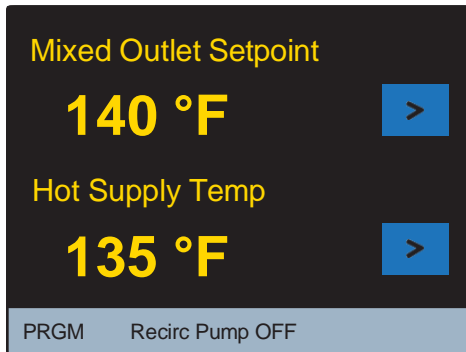 Mixed Outlet Setpoint
140 °F >
Hot Supply Temp
135 °F >
PRGM Recirc Pump OFF